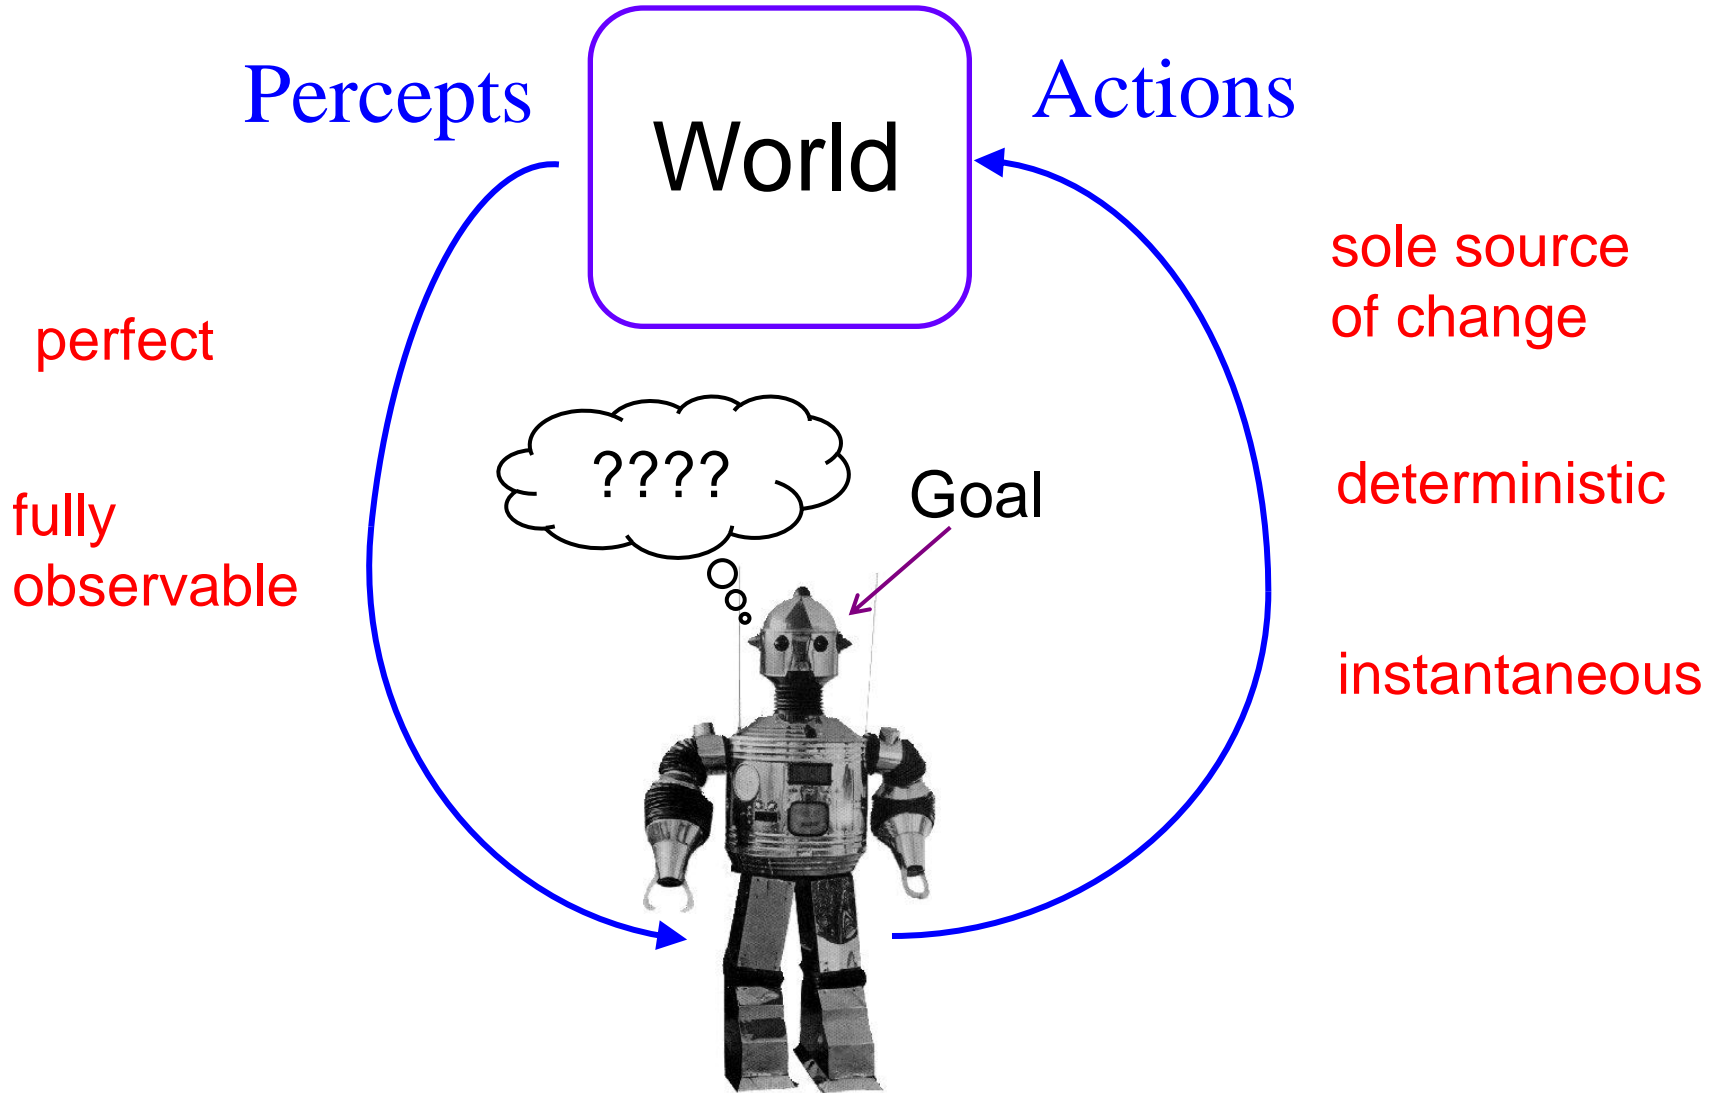 Percepts
World
Actions
sole source
of change
perfect
????
Goal
deterministic
fully
observable
instantaneous